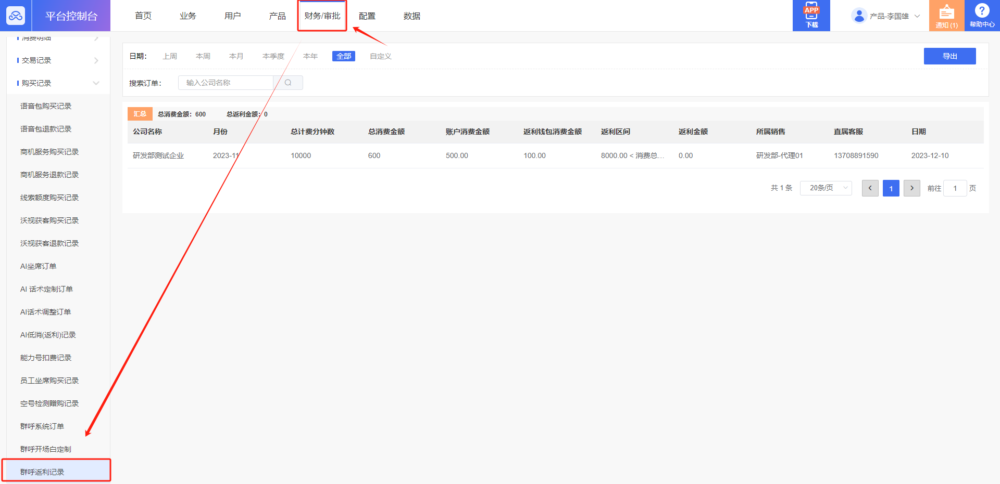 平台控制台
首页
业务
用户
产品
财务/审批
配置
数据
APP
下载
产品-李国雄
通知 (1)
?
帮助中心
消费明细
交易记录
购买记录
语音包购买记录
语音包退款记录
商机服务购买记录
商机服务退款记录
线索额度购买记录
沃视获客购买记录
沃视获客退款记录
AI坐席订单
AI 话术定制订单
AI话术调整订单
AI低消(返利)记录
能力号扣费记录
员工坐席购买记录
空号检测赠购记录
群呼系统订单
群呼开场白定制
群呼返利记录
日期： 上周 本周 本月 本季度 本年 全部 自定义
导出
搜索订单： 输入公司名称
汇总 总消费金额：600 总返利金额：0
公司名称 月份 总计费分钟数 总消费金额 账户消费金额 返利钱包消费金额 返利区间 返利金额 所属销售 直属客服 日期
研发部测试企业 2023-11 10000 600 500.00 100.00 8000.00 < 消费总... 0.00 研发部-代理01 13708891590 2023-12-10
共 1 条 20条/页 < 1 > 前往 1 页